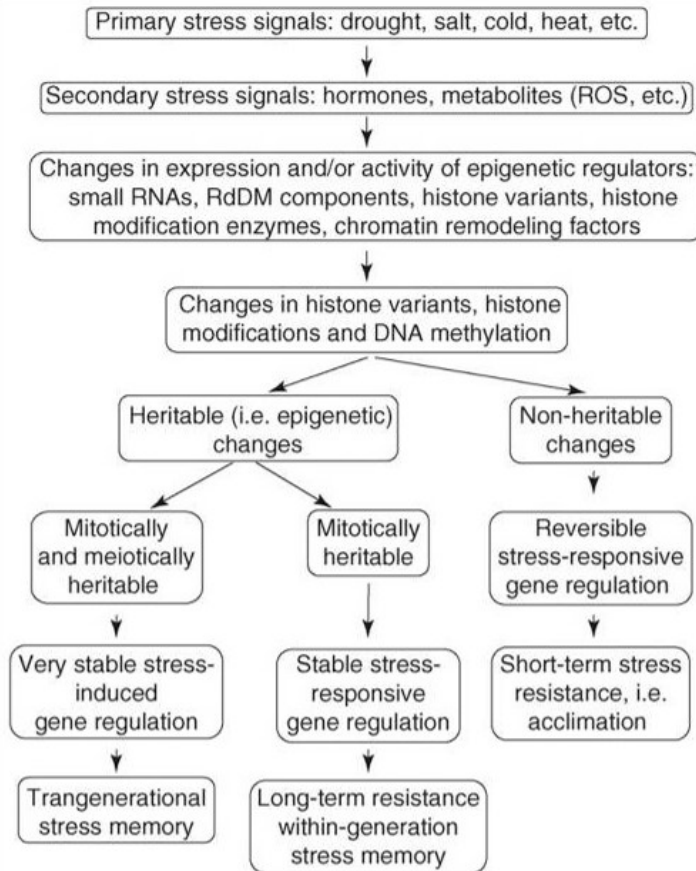 Primary stress signals: drought, salt, cold, heat, etc.
Secondary stress signals: hormones, metabolites (ROS, etc.)
Changes in expression and/or activity of epigenetic regulators:
small RNAs, RdDM components, histone variants, histone
modification enzymes, chromatin remodeling factors
Changes in histone variants, histone
modifications and DNA methylation
Heritable (i.e. epigenetic)
changes
Non-heritable
changes
Mitotically
and meiotically
heritable
Mitotically
heritable
Reversible
stress-responsive
gene regulation
Very stable stress-
induced
gene regulation
Stable stress-
responsive
gene regulation
Short-term stress
resistance, i.e.
acclimation
Trangenerational
stress memory
Long-term resistance
within-generation
stress memory